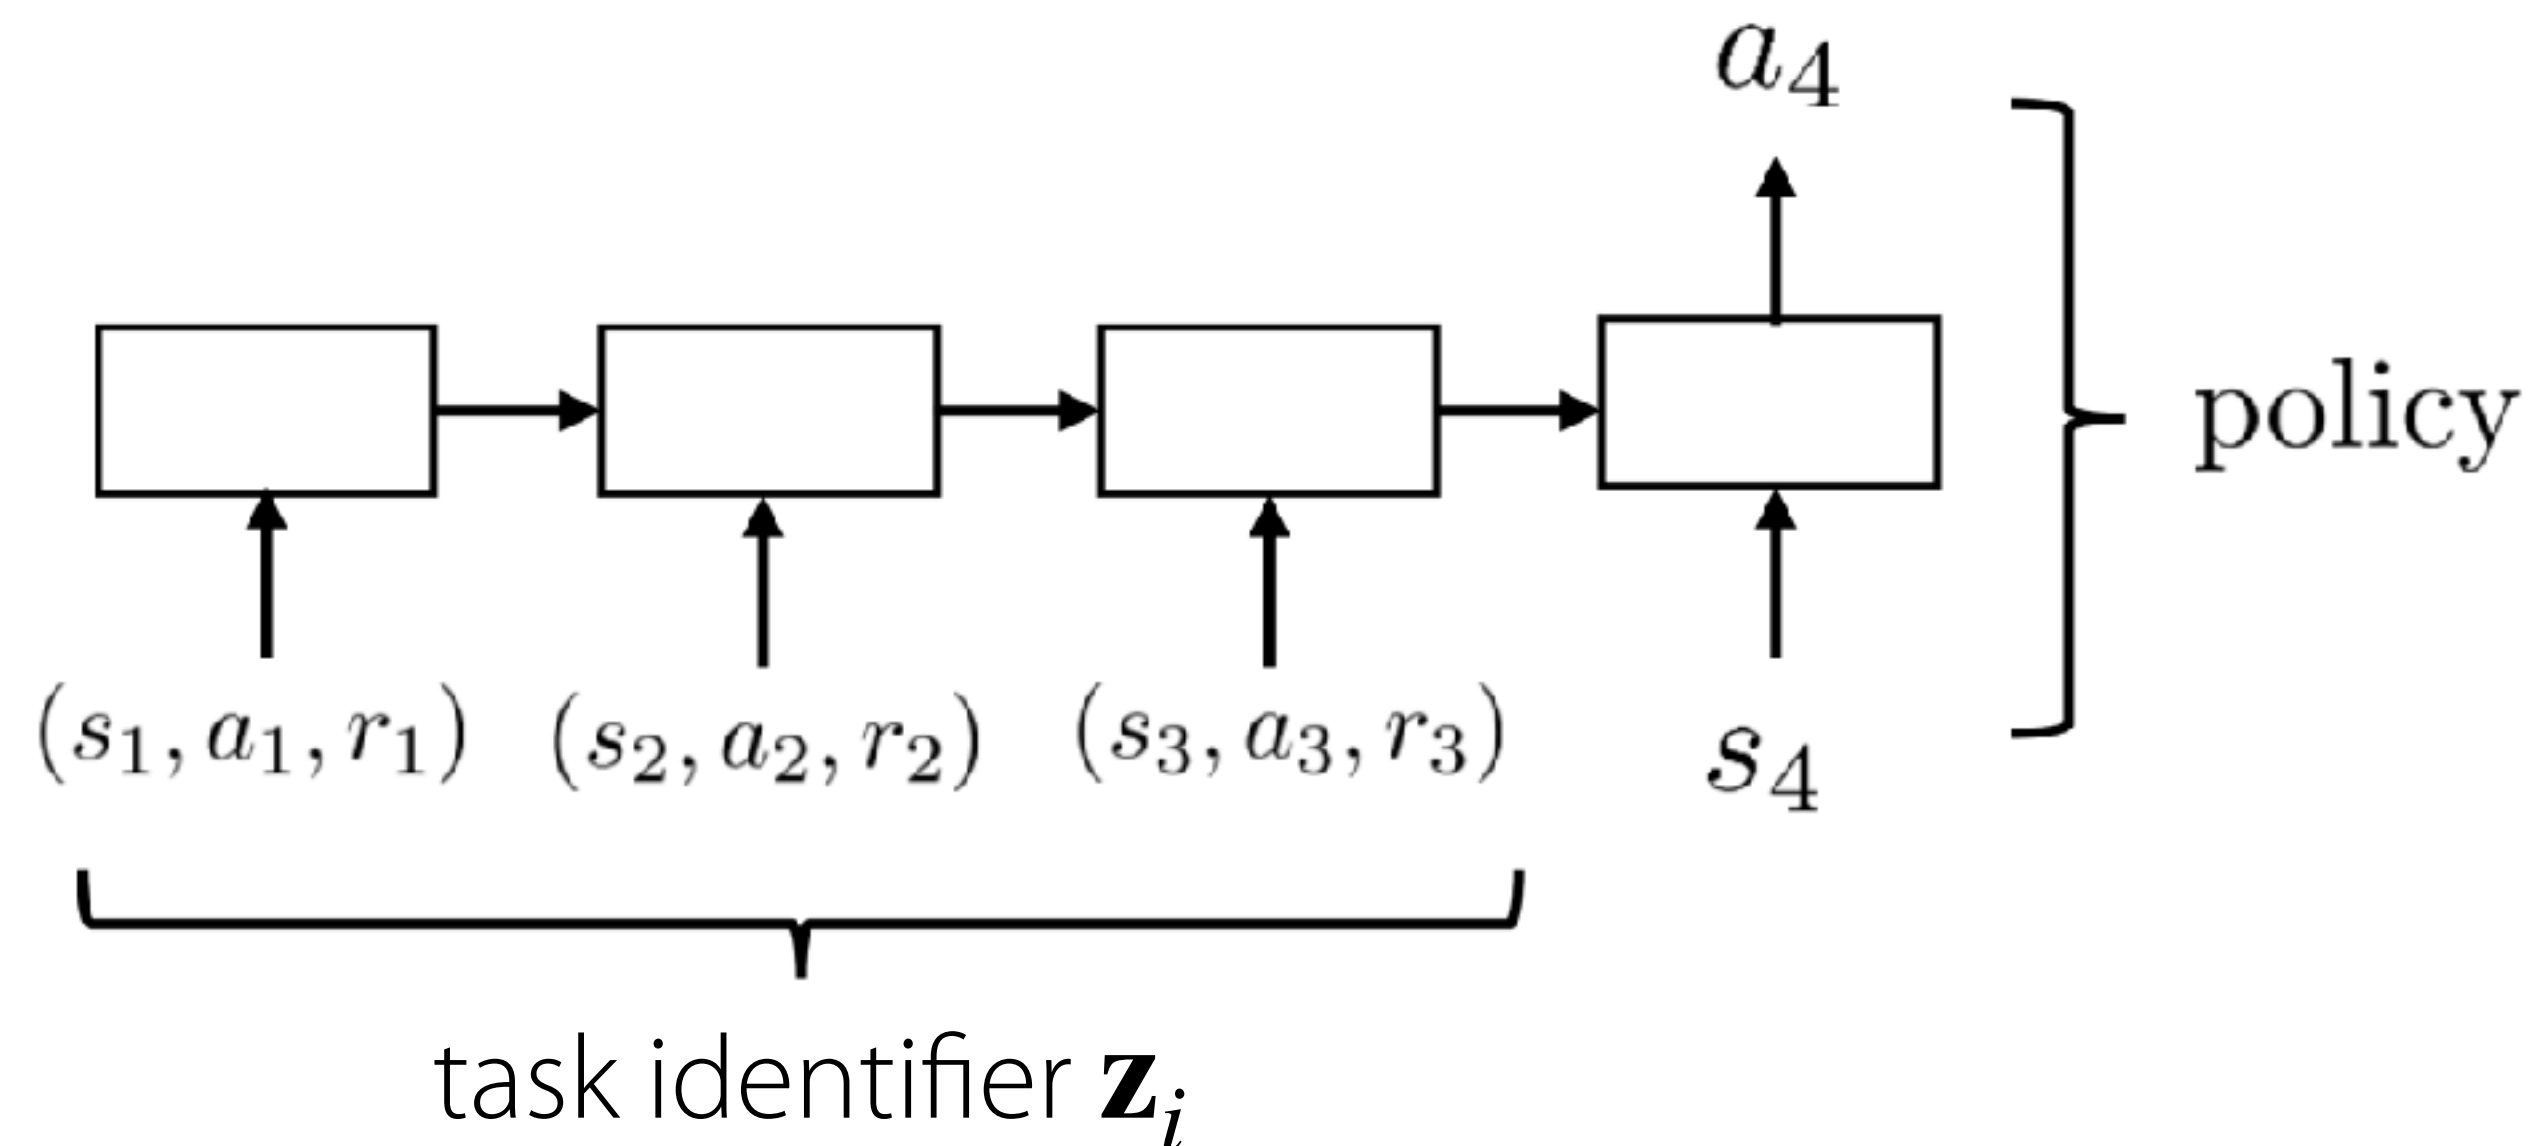 a₄
policy
(s₁, a₁, r₁) (s₂, a₂, r₂) (s₃, a₃, r₃) s₄
task identifier 𝐳ᵢ